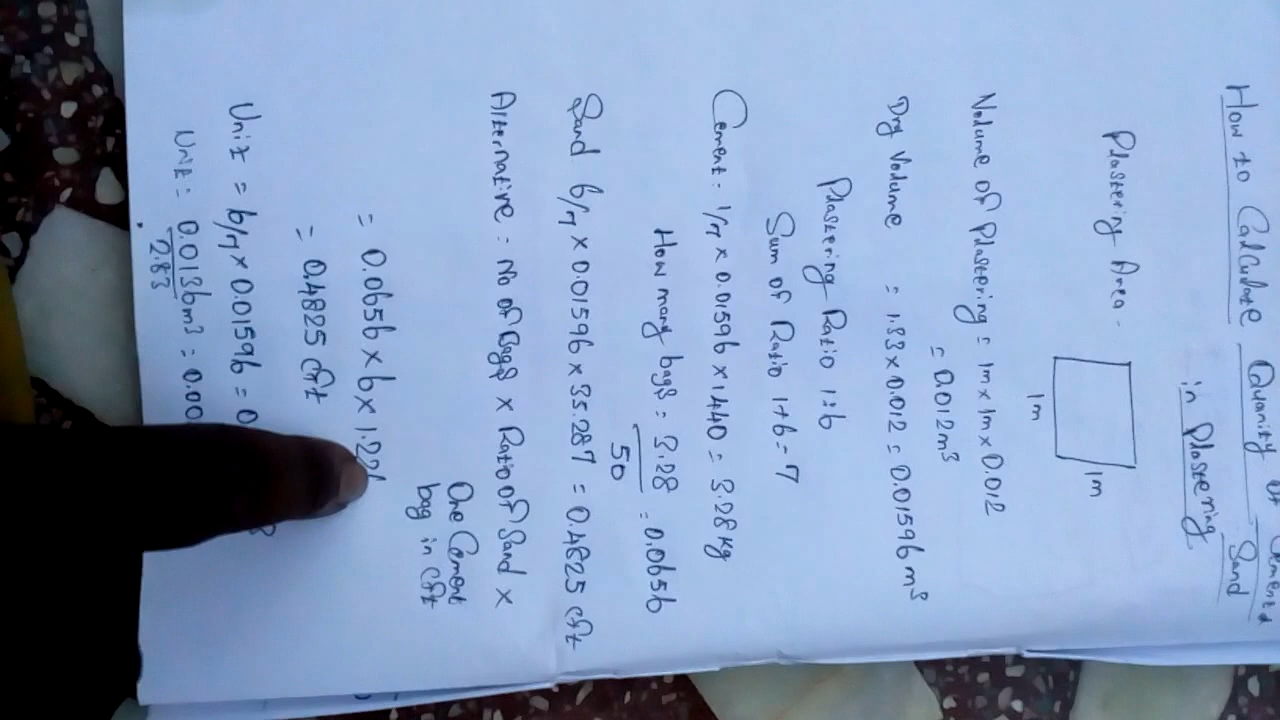 How to Calculate Quantity of Cement &
Sand
in Plastering
Plastering Area -
1m
1m
Volume of Plastering = 1m x 1m x 0.012
= 0.012m³
Dry Volume = 1.33 x 0.012 = 0.01596 m³
Plastering Ratio 1:6
Sum of Ratio 1+6 = 7
Cement: 1/7 x 0.01596 x 1440 = 3.28 kg
How many bags = 3.28 = 0.0656
50
Sand 6/7 x 0.01596 x 35.287 = 0.4825 cft
Alternative: No of Bags x Ratio of Sand x
One Cement
bag in cft
= 0.0656 x 6 x 1.226
= 0.4825 cft
Unit = 6/7 x 0.01596 = 0
Unit = 0.0136m³ = 0.00
2.83